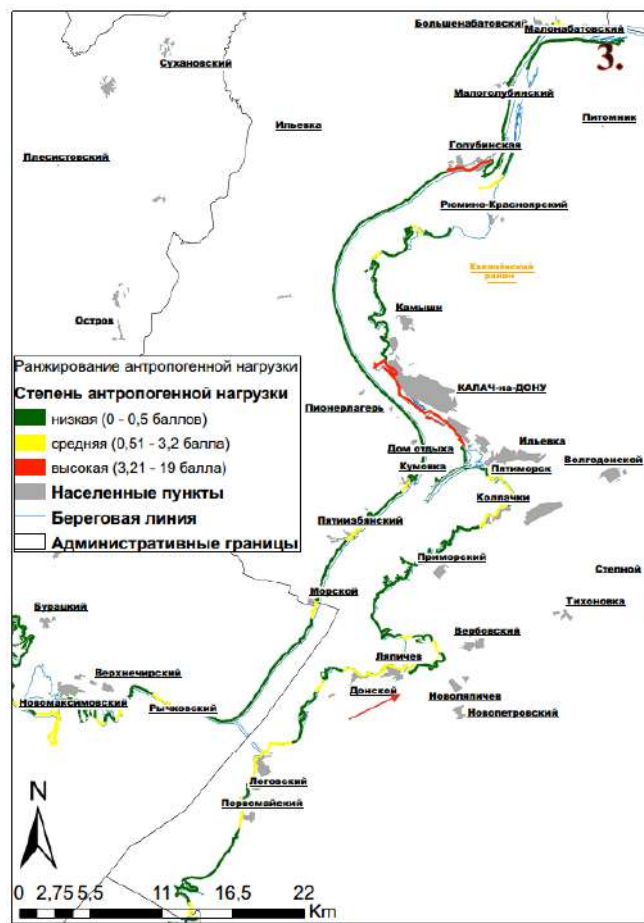 Большенабатовский
Малонабатовский
3.
Сухановский
Малоголубинский
Питомник
Ильевка
Голубинская
Плесистовский
Рюмино-Красноярский
Остров
Камыши
Ранжирование антропогенной нагрузки
Степень антропогенной нагрузки
низкая (0 - 0,5 баллов)
средняя (0,51 - 3,2 балла)
высокая (3,21 - 19 балла)
Населенные пункты
Береговая линия
Административные границы
КАЛАЧ-на-ДОНУ
Пионерлагерь
Дом отдыха
Ильевка
Кумовка
Пятиморск
Волгодонской
Колпачки
Пятиизбянский
Приморский
Степной
Морской
Бурацкий
Тихоновка
Вербовский
Ляпичев
Верхнечирский
Донской
Новоляпичев
Новомаксимовский
Рычковский
Новопетровский
Логовский
Первомайский
N
0 2,75 5,5 11 16,5 22
Km